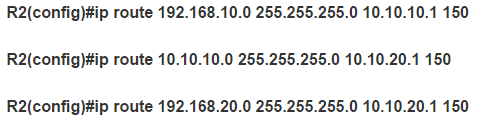 R2(config)#ip route 192.168.10.0 255.255.255.0 10.10.10.1 150
R2(config)#ip route 10.10.10.0 255.255.255.0 10.10.20.1 150
R2(config)#ip route 192.168.20.0 255.255.255.0 10.10.20.1 150